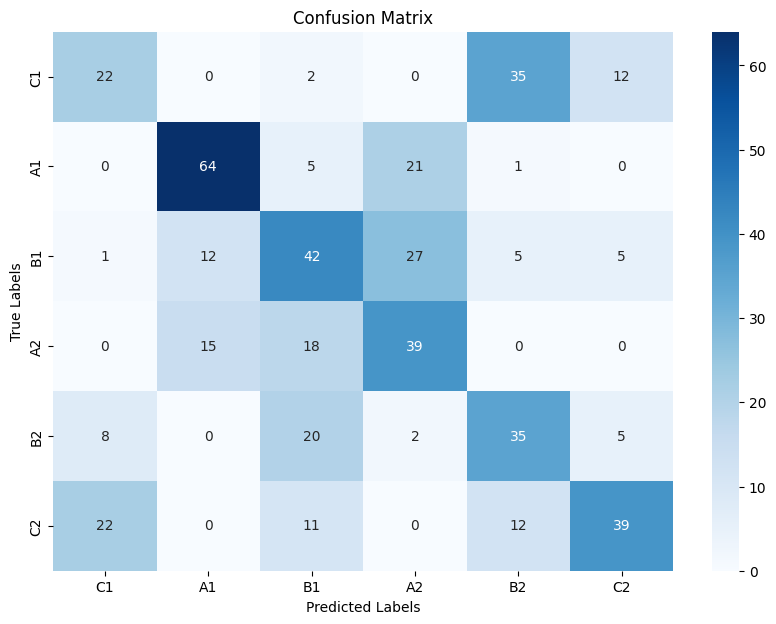 Confusion Matrix
True Labels
C1 22 0 2 0 35 12
A1 0 64 5 21 1 0
B1 1 12 42 27 5 5
A2 0 15 18 39 0 0
B2 8 0 20 2 35 5
C2 22 0 11 0 12 39
C1 A1 B1 A2 B2 C2
Predicted Labels
60
50
40
30
20
10
0